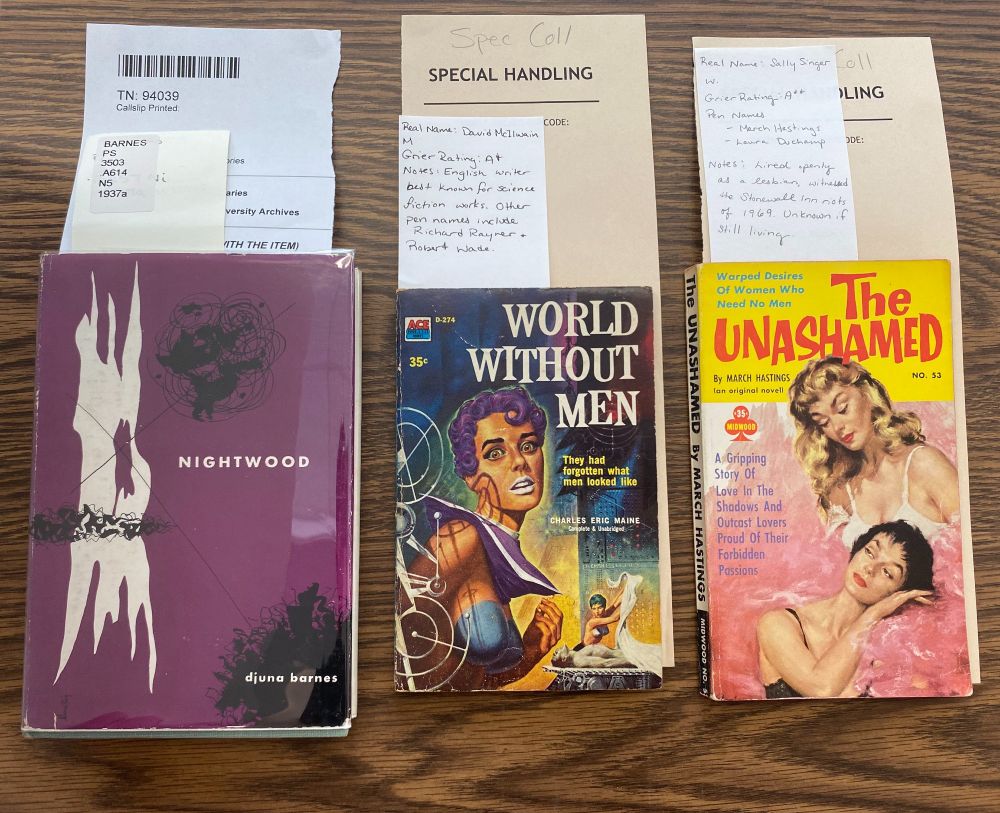 TN: 94039
Callslip Printed:
BARNES
PS
3503
.A614
N5
1937a
ories
aries
versity Archives
WITH THE ITEM)
NIGHTWOOD
djuna barnes
Spec Coll
SPECIAL HANDLING
CODE:
Real Name: David McIlwain
M
Grier Rating: A+
Notes: English writer
best known for science
fiction works. Other
pen names include
Richard Rayner +
Robert Wade.
ACE
D-274
35c
WORLD
WITHOUT
MEN
They had
forgotten what
men looked like
CHARLES ERIC MAINE
Complete & Unabridged
Coll
DLING
CODE:
Real Name: Sally Singer
W.
Grier Rating: A++
Pen Names
- March Hastings
- Laura Duchamp
Notes: Lived openly
as a lesbian, witnessed
the Stonewall Inn riots
of 1969. Unknown if
still living.
THE UNASHAMED BY MARCH HASTINGS
MIDWOOD NO. 5
Warped Desires
Of Women Who
Need No Men
The
UNASHAMED
By MARCH HASTINGS
(an original novel)
NO. 53
35¢
MIDWOOD
A Gripping
Story Of
Love In The
Shadows And
Outcast Lovers
Proud Of Their
Forbidden
Passions